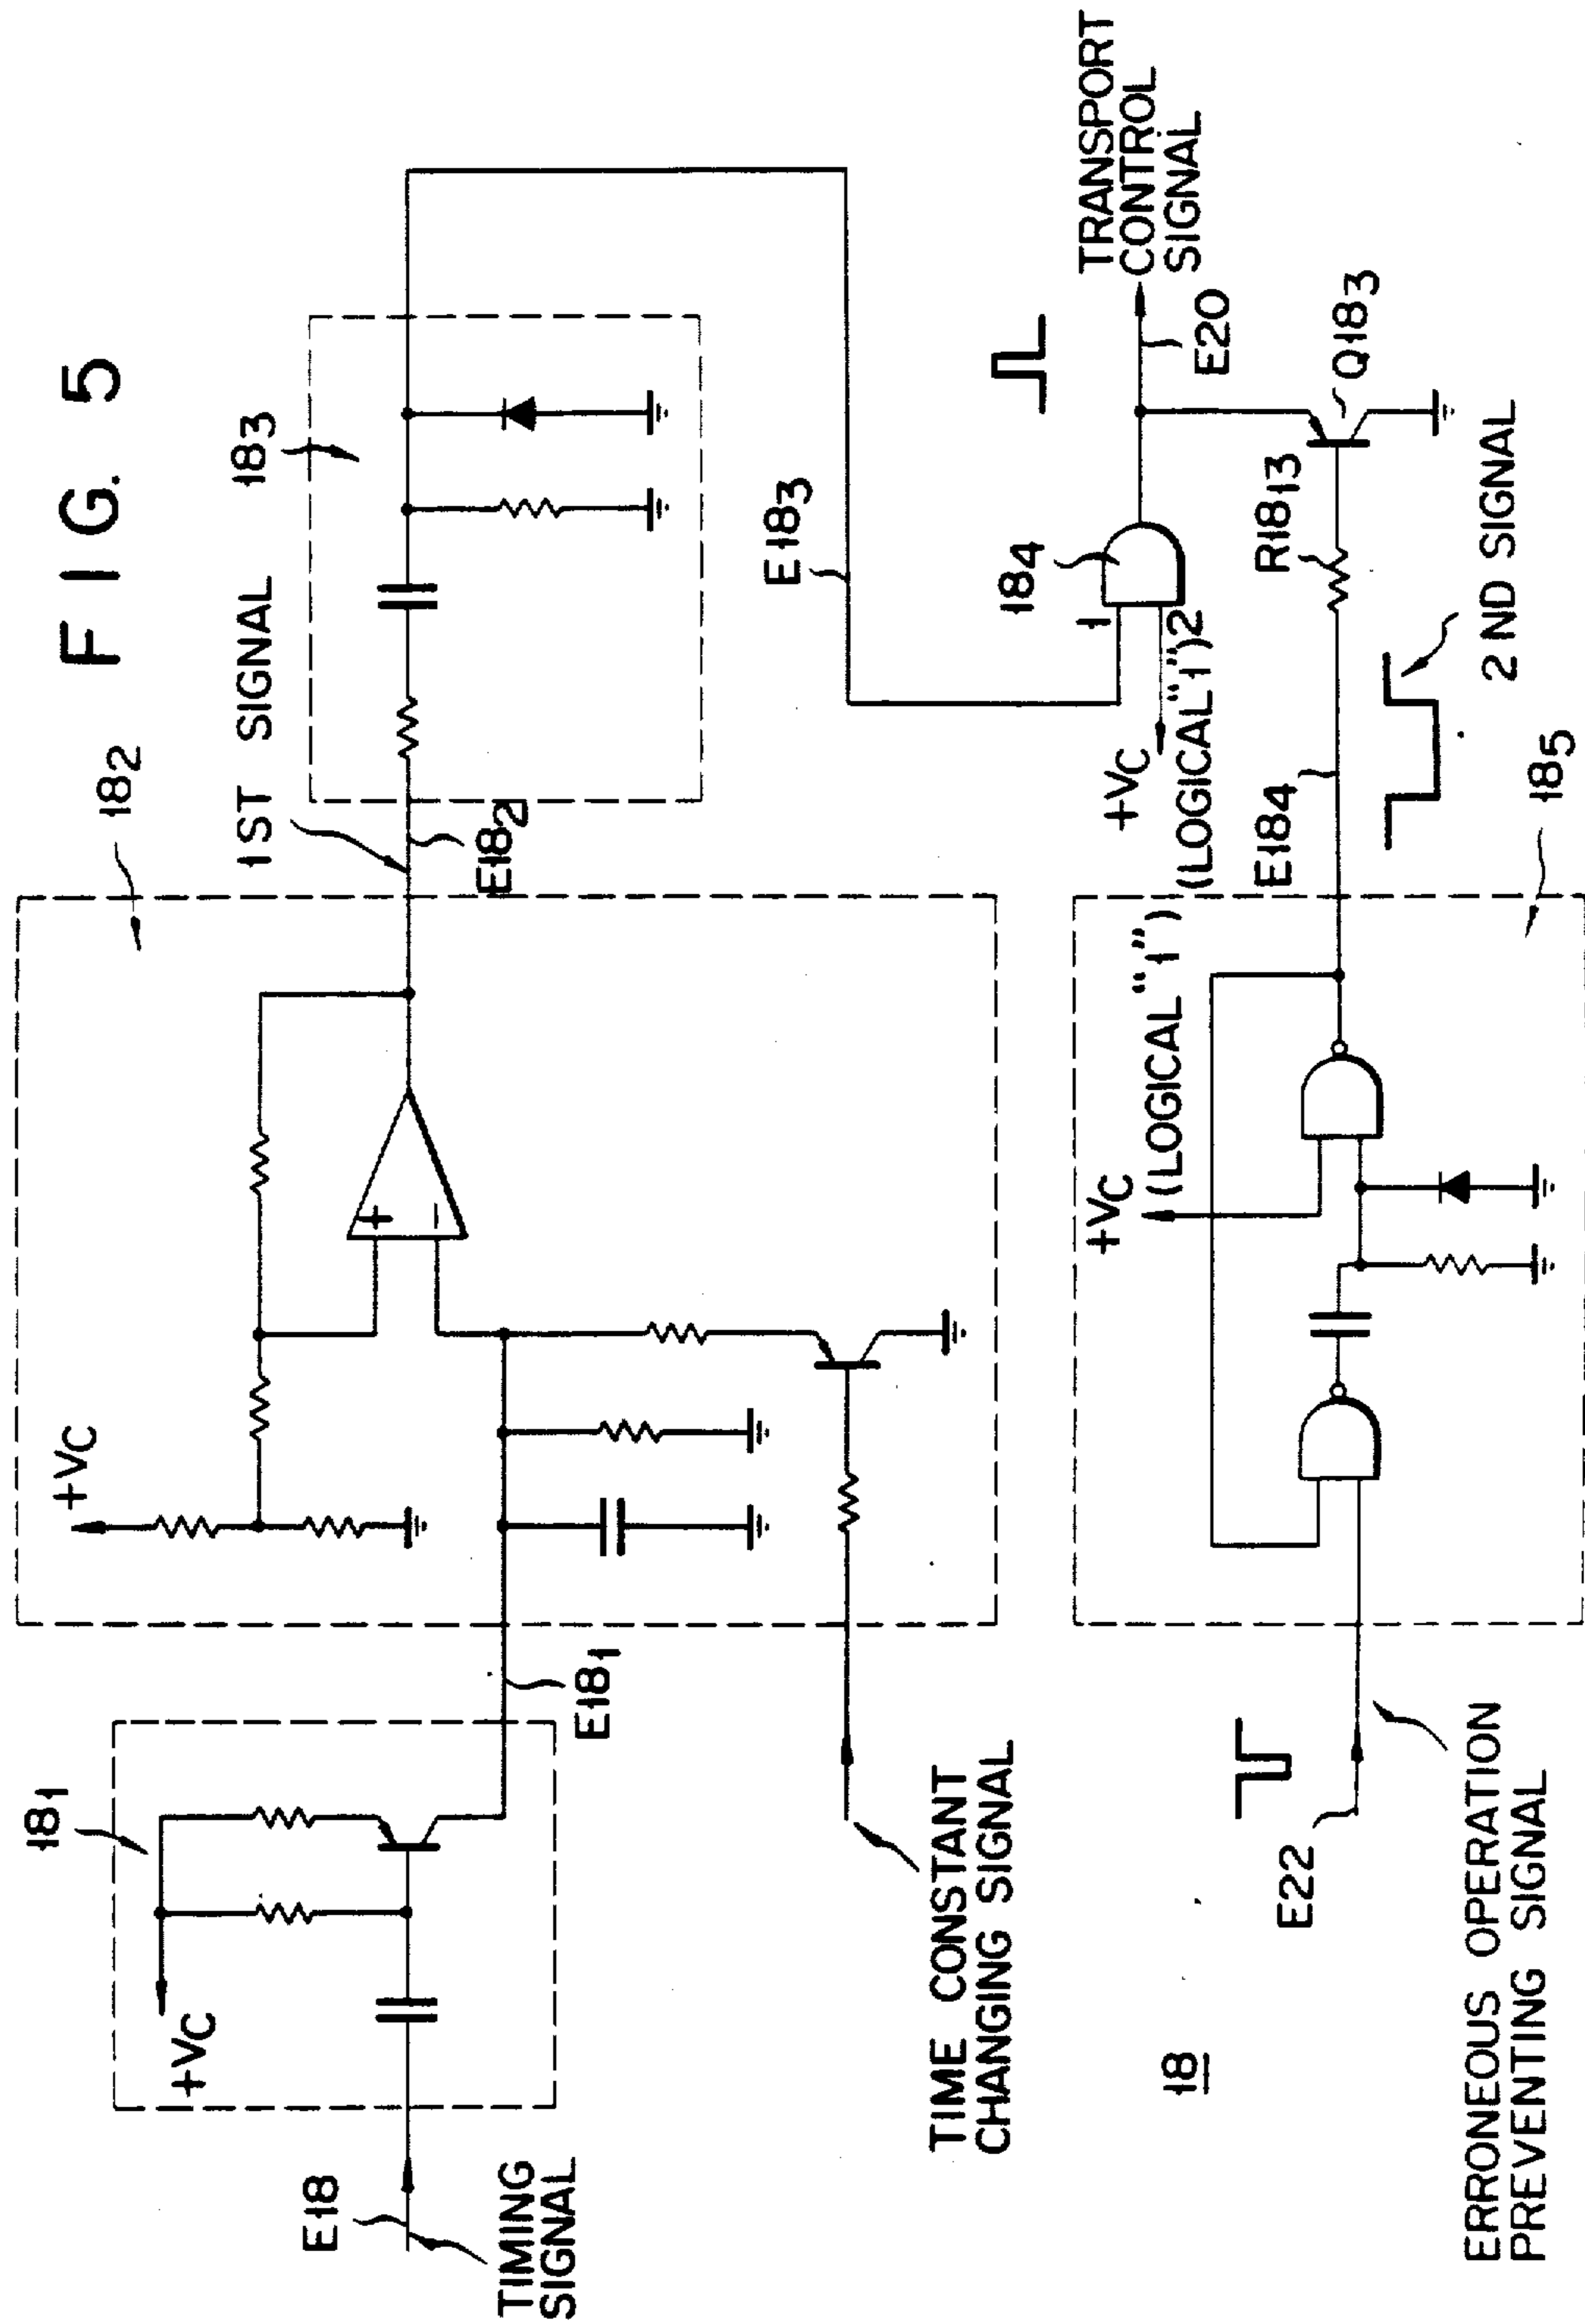 FIG. 5
18₁
+VC
E18
TIMING
SIGNAL
E18₁
18₂
+VC
+
-
TIME CONSTANT
CHANGING SIGNAL
1ST SIGNAL
E18₂
18₃
E18₃
18₄
1
2
+VC
(LOGICAL "1")
TRANSPORT
CONTROL
SIGNAL
E20
Q18₃
R18₁₃
2ND SIGNAL
E18₄
18₅
+VC
(LOGICAL "1")
E22
ERRONEOUS OPERATION
PREVENTING SIGNAL
18